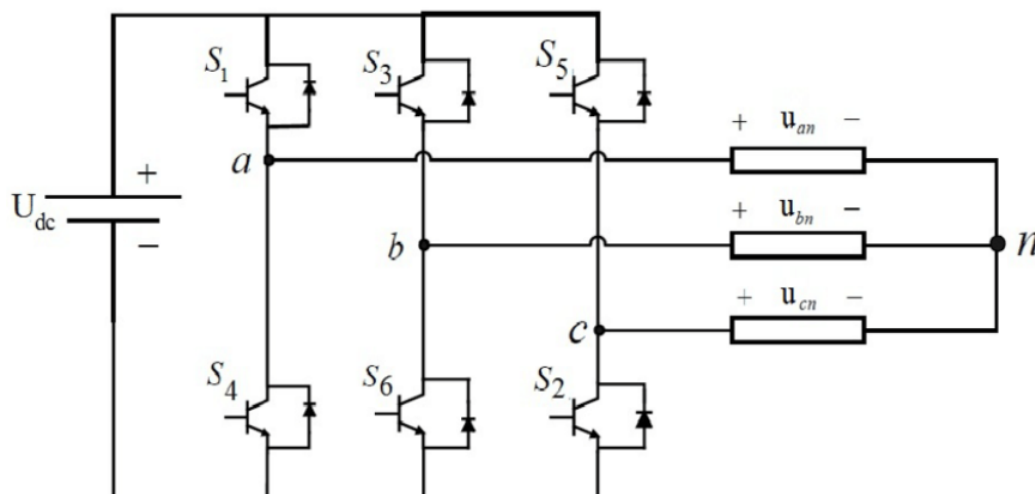 S1
S3
S5
+ uan −
a
+
Udc
−
+ ubn −
b
n
+ ucn −
c
S4
S6
S2